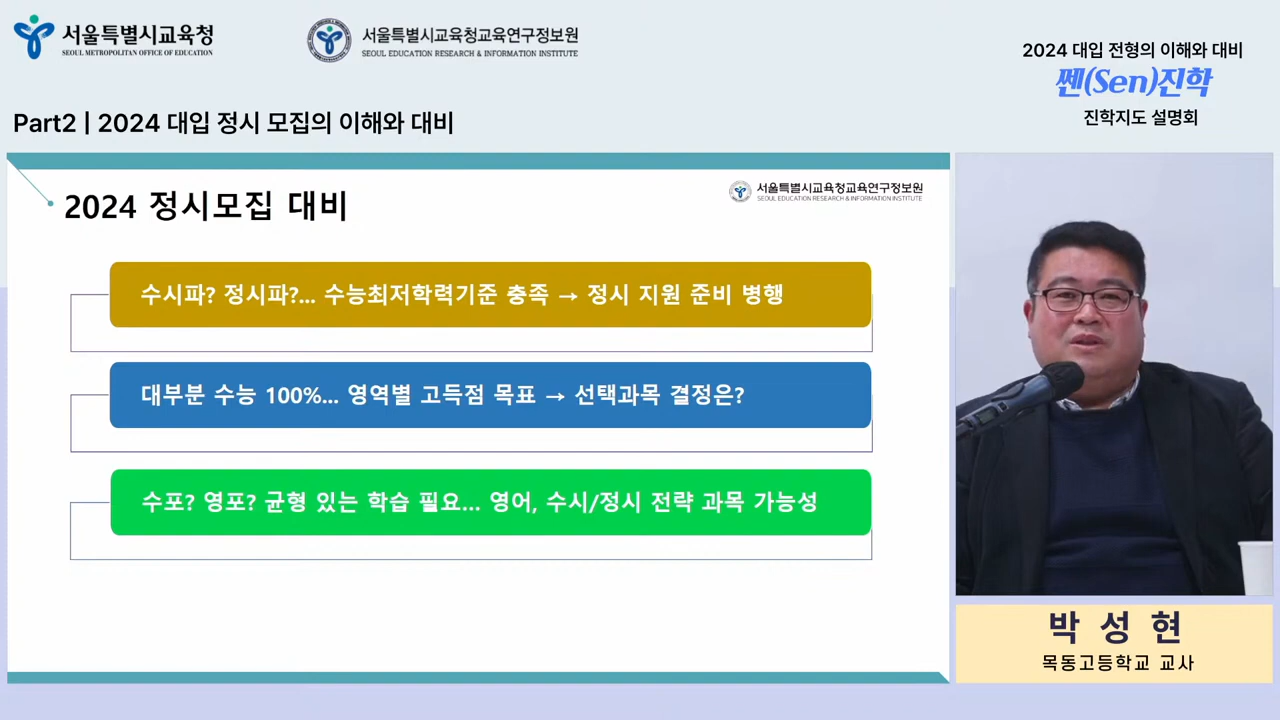 서울특별시교육청
SEOUL METROPOLITAN OFFICE OF EDUCATION
서울특별시교육청교육연구정보원
SEOUL EDUCATION RESEARCH & INFORMATION INSTITUTE
2024 대입 전형의 이해와 대비
쎈(Sen)진학
진학지도 설명회
Part2 | 2024 대입 정시 모집의 이해와 대비
2024 정시모집 대비
서울특별시교육청교육연구정보원
SEOUL EDUCATION RESEARCH & INFORMATION INSTITUTE
수시파? 정시파?... 수능최저학력기준 충족 → 정시 지원 준비 병행
대부분 수능 100%... 영역별 고득점 목표 → 선택과목 결정은?
수포? 영포? 균형 있는 학습 필요... 영어, 수시/정시 전략 과목 가능성
박성현
목동고등학교 교사